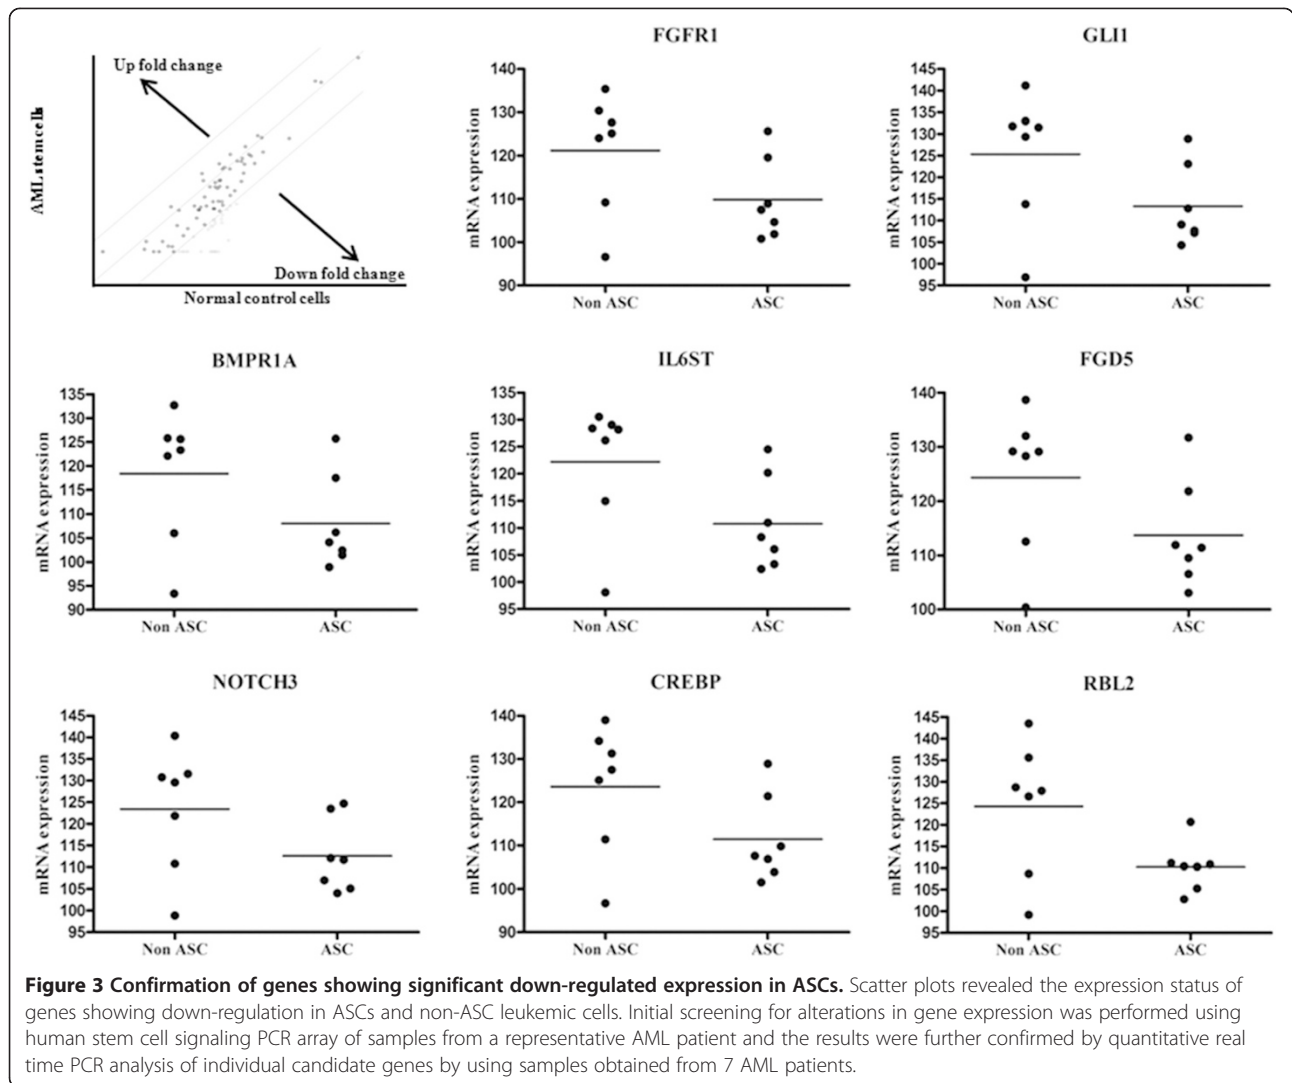 Up fold change
AML stem cells
Down fold change
Normal control cells
FGFR1
mRNA expression
140
130
120
110
100
90
Non ASC
ASC
GLI1
mRNA expression
145
140
135
130
125
120
115
110
105
100
95
Non ASC
ASC
BMPR1A
mRNA expression
135
130
125
120
115
110
105
100
95
90
Non ASC
ASC
IL6ST
mRNA expression
135
130
125
120
115
110
105
100
95
Non ASC
ASC
FGD5
mRNA expression
140
130
120
110
100
Non ASC
ASC
NOTCH3
mRNA expression
145
140
135
130
125
120
115
110
105
100
95
Non ASC
ASC
CREBP
mRNA expression
140
130
120
110
100
90
Non ASC
ASC
RBL2
mRNA expression
145
140
135
130
125
120
115
110
105
100
95
Non ASC
ASC
Figure 3 Confirmation of genes showing significant down-regulated expression in ASCs. Scatter plots revealed the expression status of
genes showing down-regulation in ASCs and non-ASC leukemic cells. Initial screening for alterations in gene expression was performed using
human stem cell signaling PCR array of samples from a representative AML patient and the results were further confirmed by quantitative real
time PCR analysis of individual candidate genes by using samples obtained from 7 AML patients.